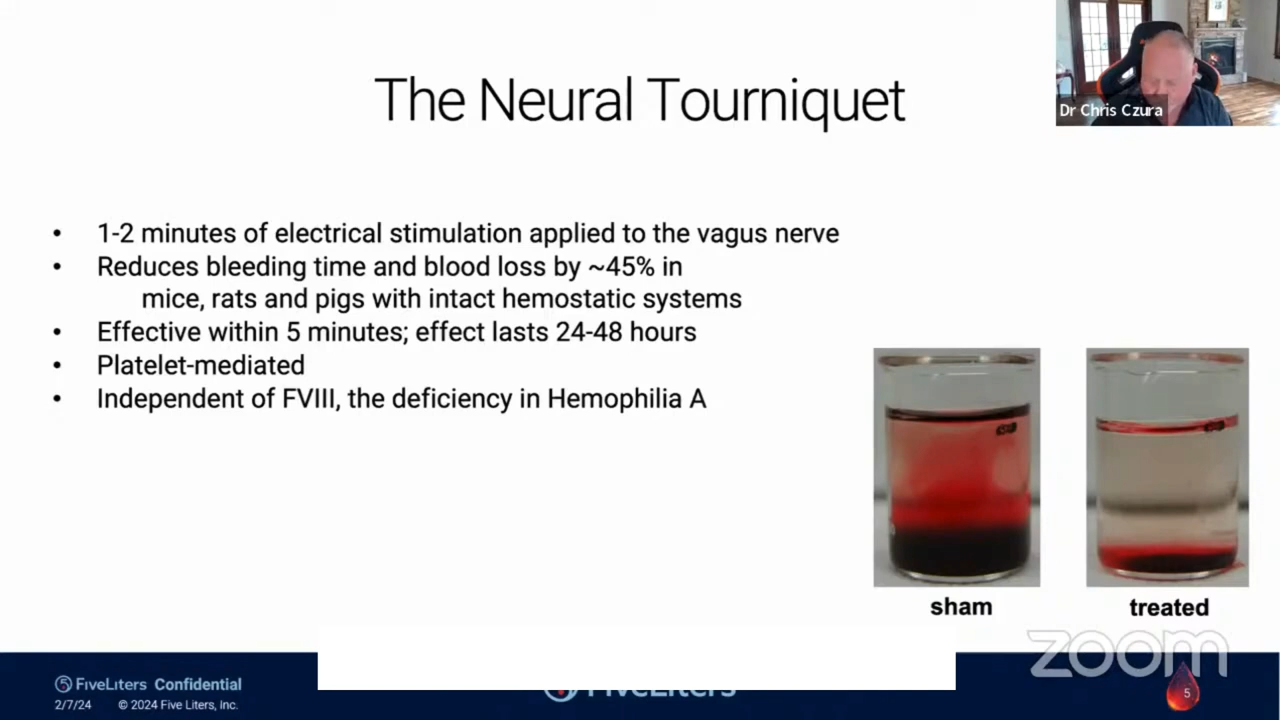 The Neural Tourniquet
Dr Chris Czura
• 1-2 minutes of electrical stimulation applied to the vagus nerve
• Reduces bleeding time and blood loss by ~45% in
mice, rats and pigs with intact hemostatic systems
• Effective within 5 minutes; effect lasts 24-48 hours
• Platelet-mediated
• Independent of FVIII, the deficiency in Hemophilia A
sham
treated
zoom
FIVELITERS Confidential
2/7/24 © 2024 Five Liters, Inc.
5